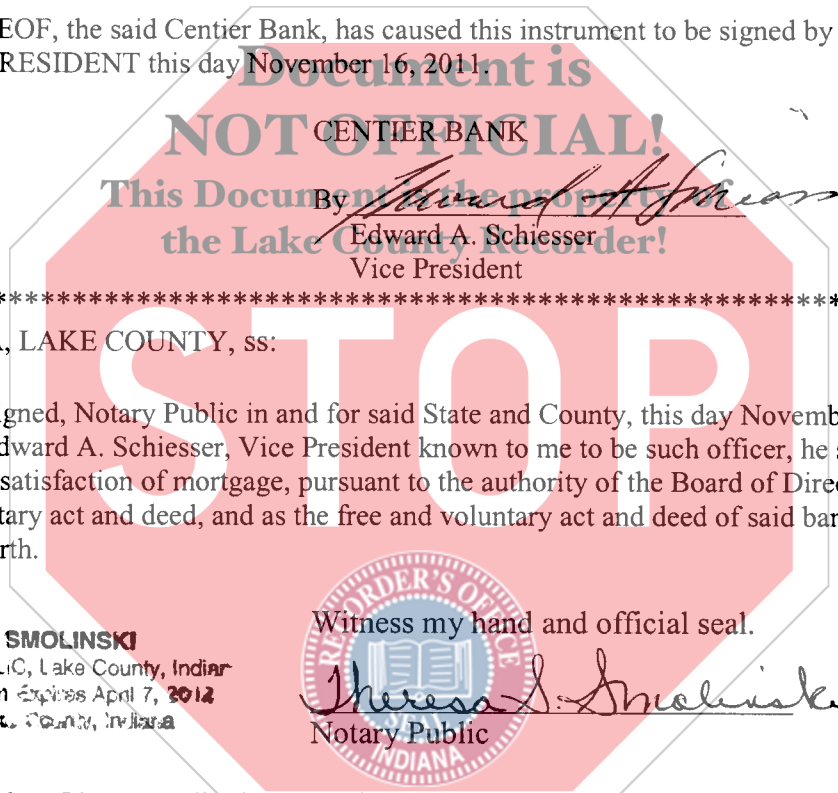 EOF, the said Centier Bank, has caused this instrument to be signed by
RESIDENT this day November 16, 2011.
Document is
NOT OFFICIAL!
This Document is the property of
the Lake County Recorder!
CENTIER BANK
By
Edward A. Schiesser
Vice President
*****************************************************************
, LAKE COUNTY, ss:
STOP
igned, Notary Public in and for said State and County, this day Novemb
dward A. Schiesser, Vice President known to me to be such officer, he s
satisfaction of mortgage, pursuant to the authority of the Board of Dire
tary act and deed, and as the free and voluntary act and deed of said ban
rth.
RECORDER'S OFFICE
SEAL
INDIANA
SMOLINSKI
IC, Lake County, Indiar
n Expires April 7, 2012
County, Indiana
Witness my hand and official seal.
Theresa S. Smolinski
Notary Public